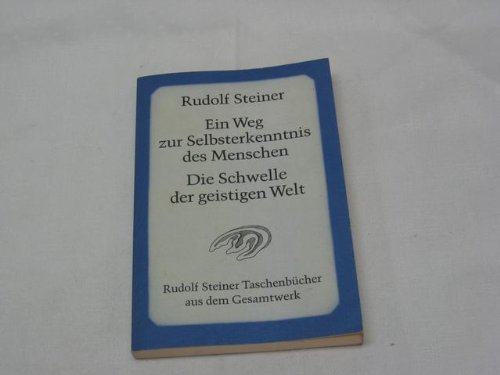 Rudolf Steiner
Ein Weg
zur Selbsterkenntnis
des Menschen
Die Schwelle
der geistigen Welt
Rudolf Steiner Taschenbücher
aus dem Gesamtwerk